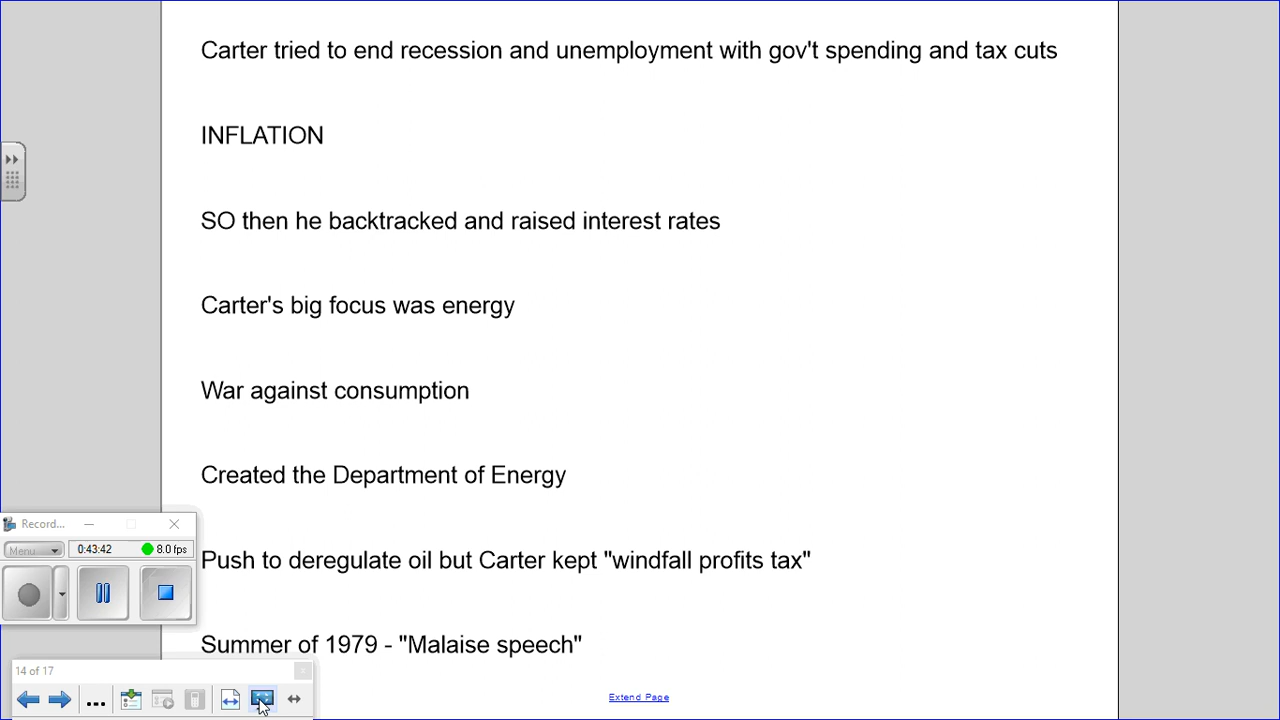 Carter tried to end recession and unemployment with gov't spending and tax cuts
INFLATION
SO then he backtracked and raised interest rates
Carter's big focus was energy
War against consumption
Created the Department of Energy
Record...
Menu
0:43:42
8.0 fps
Push to deregulate oil but Carter kept "windfall profits tax"
Summer of 1979 - "Malaise speech"
14 of 17
Extend Page